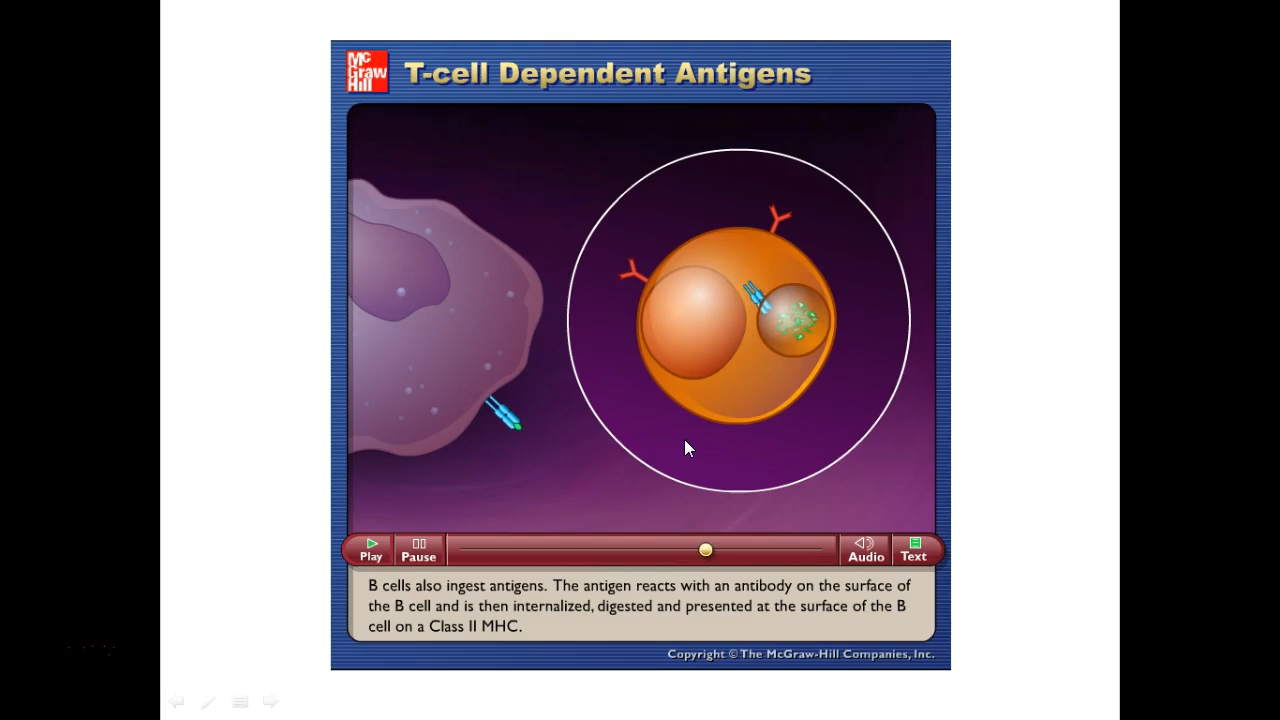 Mc
Graw
Hill
T-cell Dependent Antigens
Play
Pause
Audio
Text
B cells also ingest antigens. The antigen reacts with an antibody on the surface of
the B cell and is then internalized, digested and presented at the surface of the B
cell on a Class II MHC.
Copyright © The McGraw-Hill Companies, Inc.